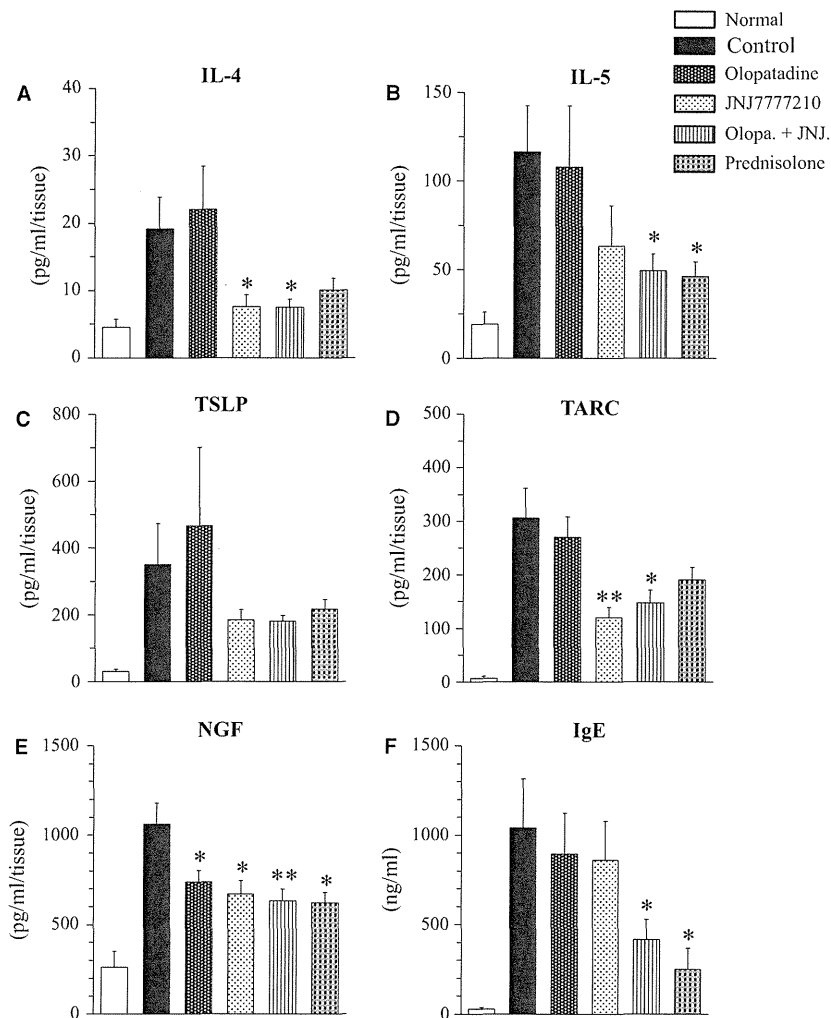 Normal
Control
Olopatadine
JNJ7777210
Olopa. + JNJ.
Prednisolone
A
IL-4
(pg/ml/tissue)
40
30
20
10
0
*
*
B
IL-5
(pg/ml/tissue)
150
100
50
0
*
*
C
TSLP
(pg/ml/tissue)
800
600
400
200
0
D
TARC
(pg/ml/tissue)
500
400
300
200
100
0
**
*
E
NGF
(pg/ml/tissue)
1500
1000
500
0
*
*
**
*
F
IgE
(ng/ml)
1500
1000
500
0
*
*